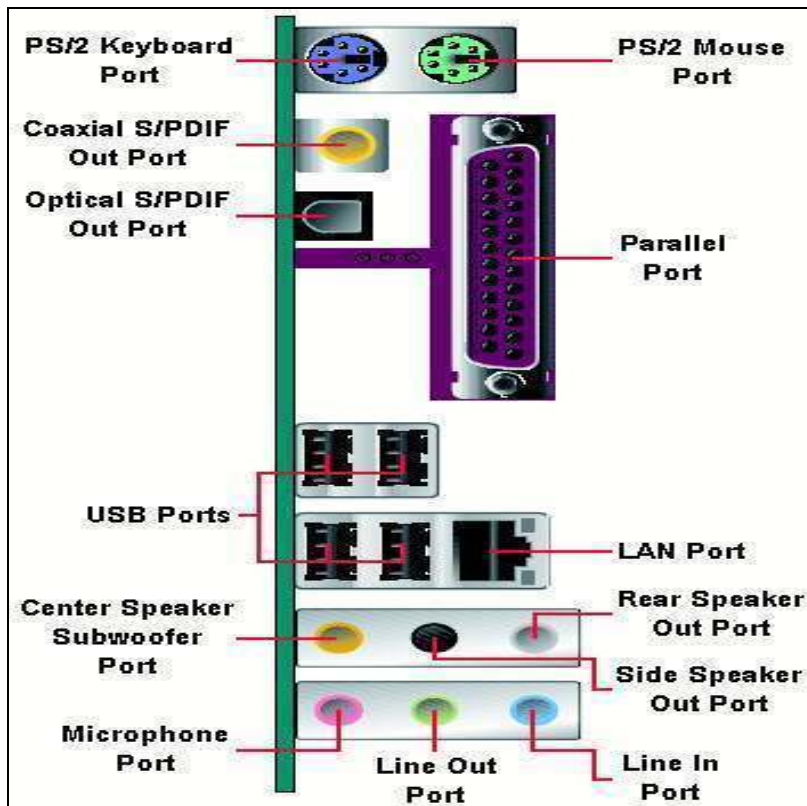 PS/2 Keyboard
Port
PS/2 Mouse
Port
Coaxial S/PDIF
Out Port
Optical S/PDIF
Out Port
Parallel
Port
USB Ports
LAN Port
Center Speaker
Subwoofer
Port
Rear Speaker
Out Port
Side Speaker
Out Port
Microphone
Port
Line Out
Port
Line In
Port